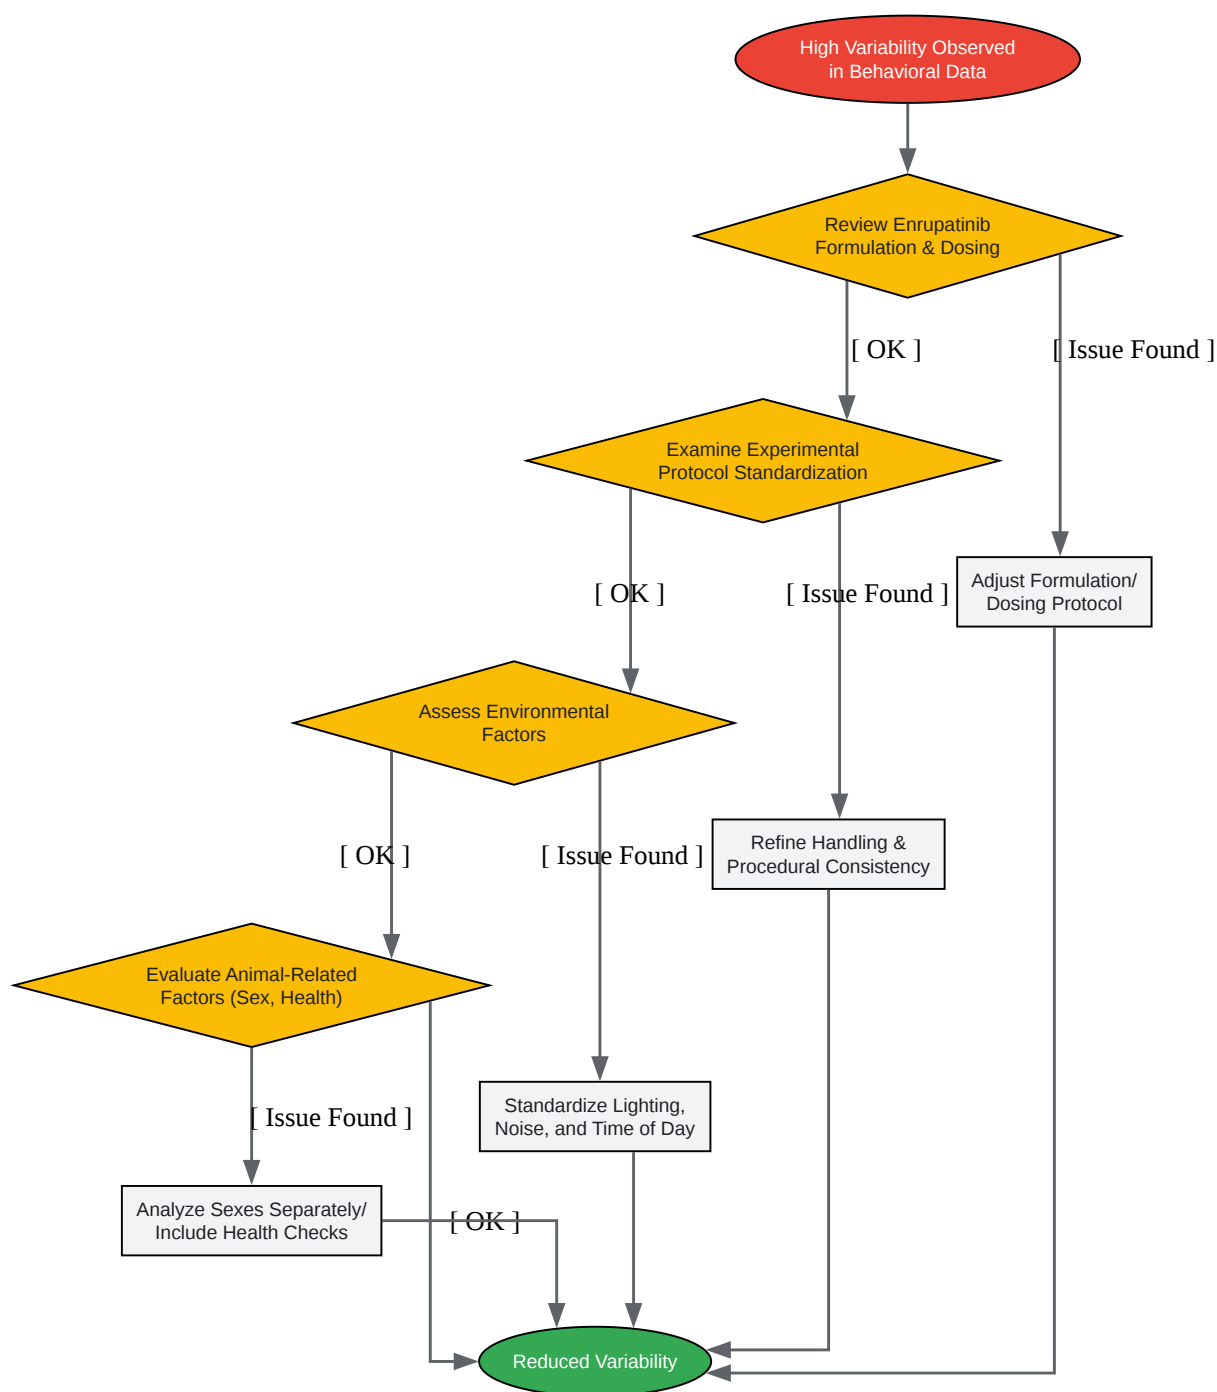 High Variability Observed
in Behavioral Data
Review Enrupatinib
Formulation & Dosing
[ OK ]
[ Issue Found ]
Examine Experimental
Protocol Standardization
[ OK ]
[ Issue Found ]
Adjust Formulation/
Dosing Protocol
Assess Environmental
Factors
[ OK ]
[ Issue Found ]
Refine Handling &
Procedural Consistency
Evaluate Animal-Related
Factors (Sex, Health)
[ Issue Found ]
Standardize Lighting,
Noise, and Time of Day
Analyze Sexes Separately/
Include Health Checks
[ OK ]
Reduced Variability